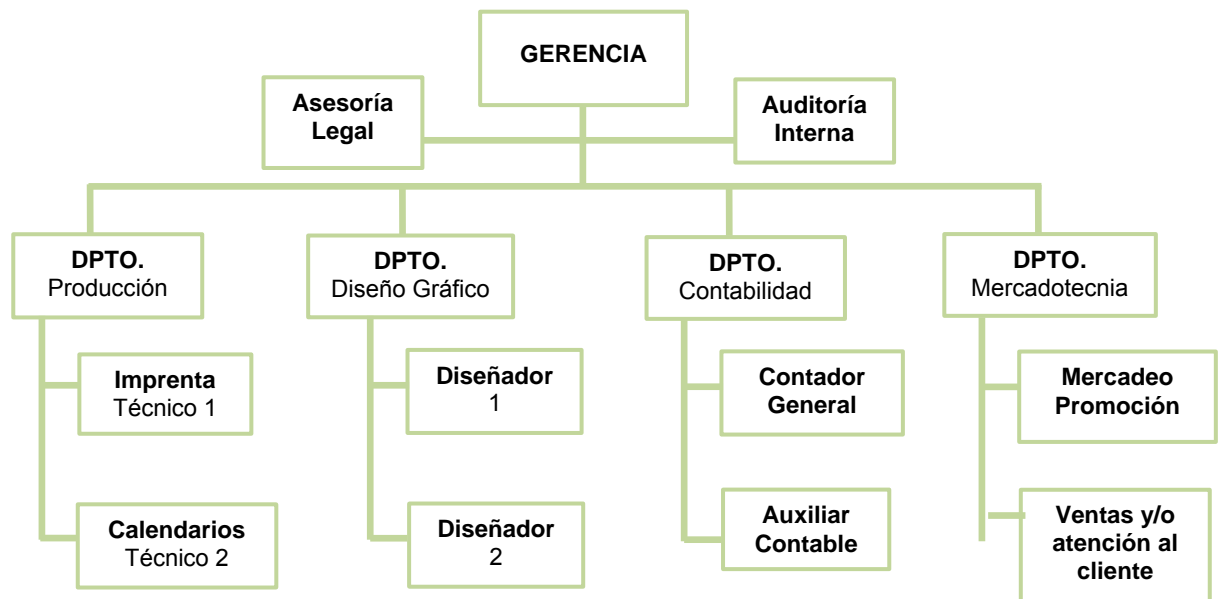 GERENCIA
Asesoría
Legal
Auditoría
Interna
DPTO.
Producción
DPTO.
Diseño Gráfico
DPTO.
Contabilidad
DPTO.
Mercadotecnia
Imprenta
Técnico 1
Diseñador
1
Contador
General
Mercadeo
Promoción
Calendarios
Técnico 2
Diseñador
2
Auxiliar
Contable
Ventas y/o
atención al
cliente